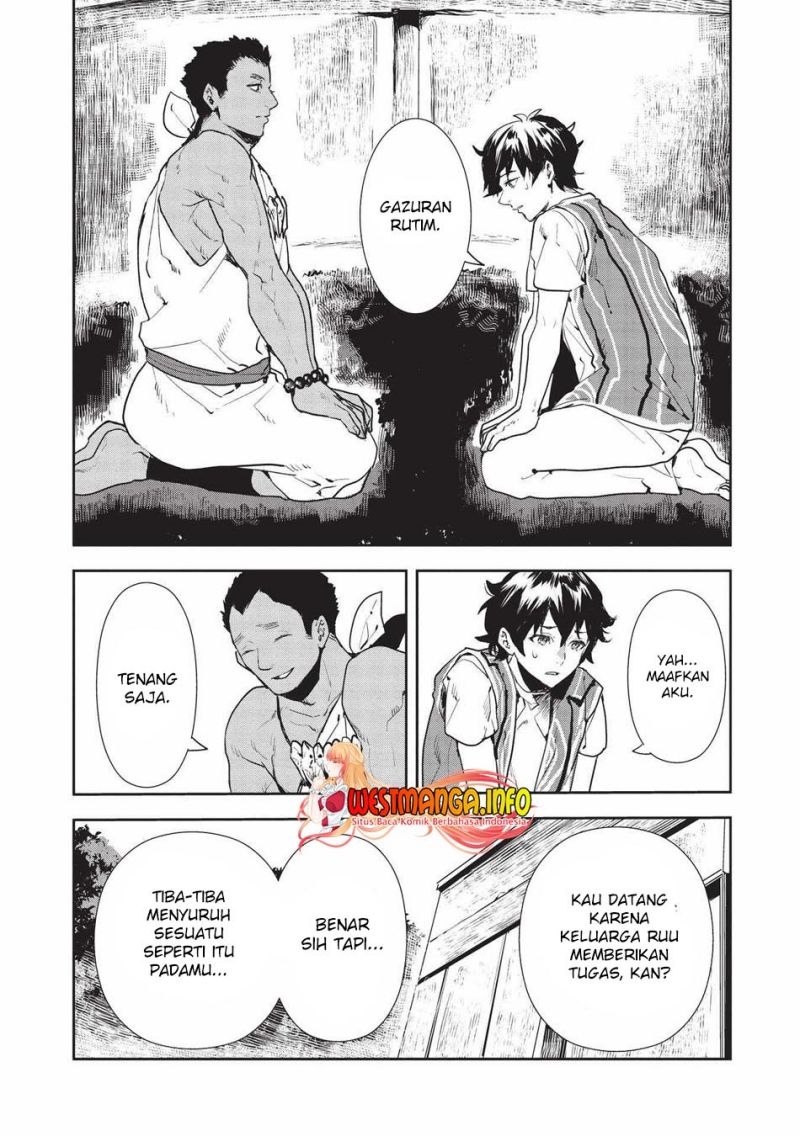 GAZURAN
RUTIM.
YAH...
MAAFKAN
AKU.
TENANG
SAJA.
WESTMANGA.INFO
Situs Baca Komik Berbahasa Indonesia
KAU DATANG
KARENA
KELUARGA RUU
MEMBERIKAN
TUGAS, KAN?
BENAR
SIH TAPI...
TIBA-TIBA
MENYURUH
SESUATU
SEPERTI ITU
PADAMU...